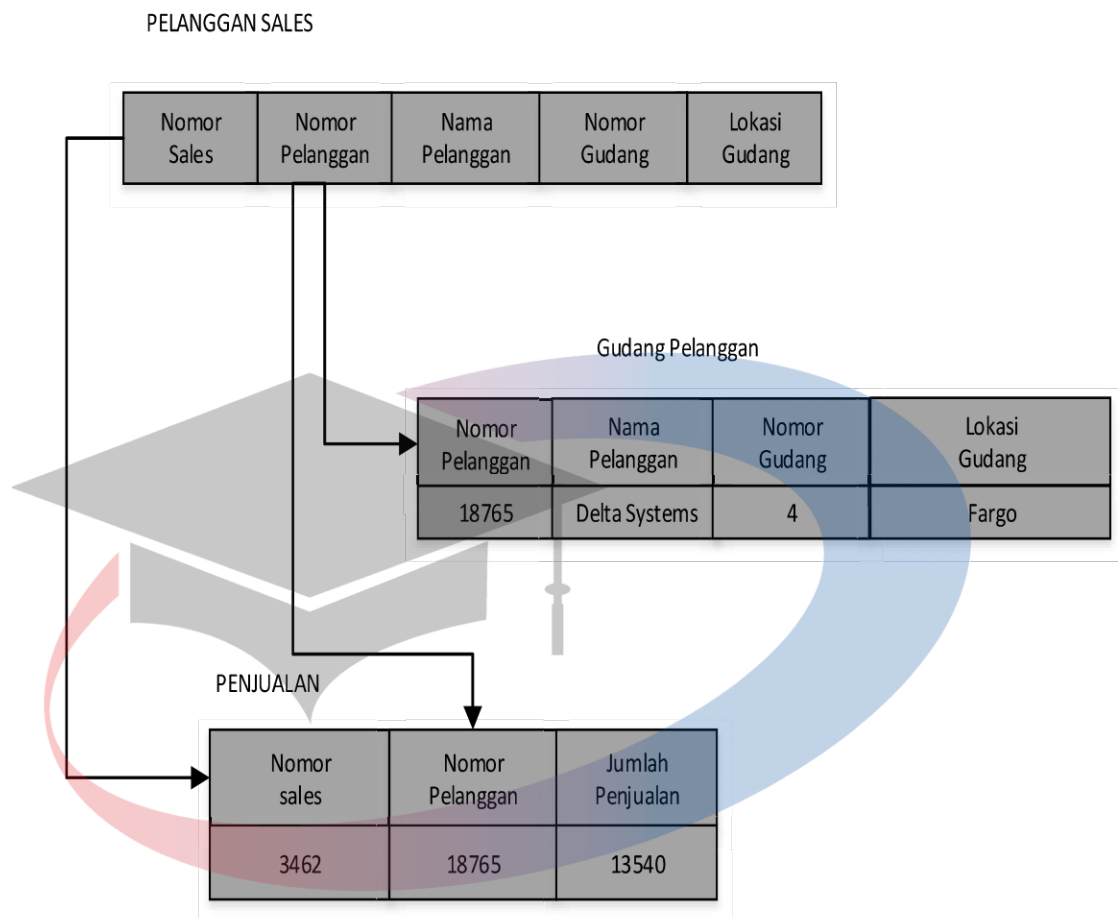 PELANGGAN SALES
Nomor Sales
Nomor Pelanggan
Nama Pelanggan
Nomor Gudang
Lokasi Gudang
Gudang Pelanggan
Nomor Pelanggan
Nama Pelanggan
Nomor Gudang
Lokasi Gudang
18765
Delta Systems
4
Fargo
PENJUALAN
Nomor sales
Nomor Pelanggan
Jumlah Penjualan
3462
18765
13540